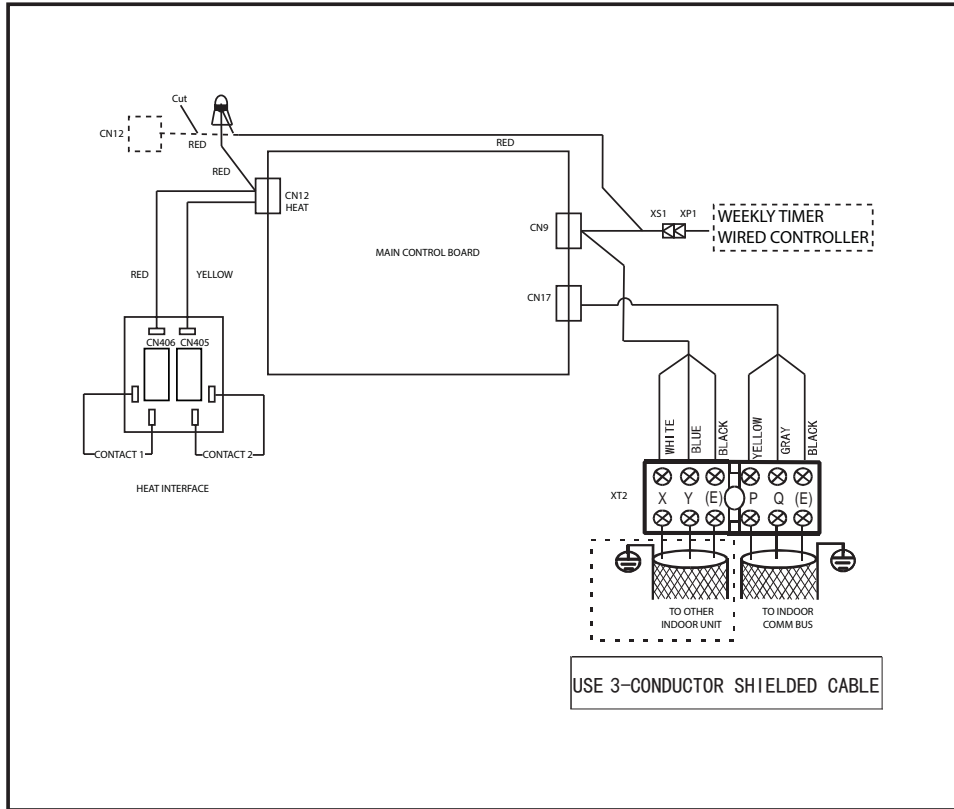 Cut
CN12
RED
RED
RED
CN12
HEAT
MAIN CONTROL BOARD
CN9
XS1 XP1
WEEKLY TIMER
WIRED CONTROLLER
CN17
RED
YELLOW
CN406 CN405
CONTACT 1
CONTACT 2
HEAT INTERFACE
WHITE
BLUE
BLACK
YELLOW
GRAY
BLACK
XT2
X Y (E) P Q (E)
TO OTHER
INDOOR UNIT
TO INDOOR
COMM BUS
USE 3-CONDUCTOR SHIELDED CABLE